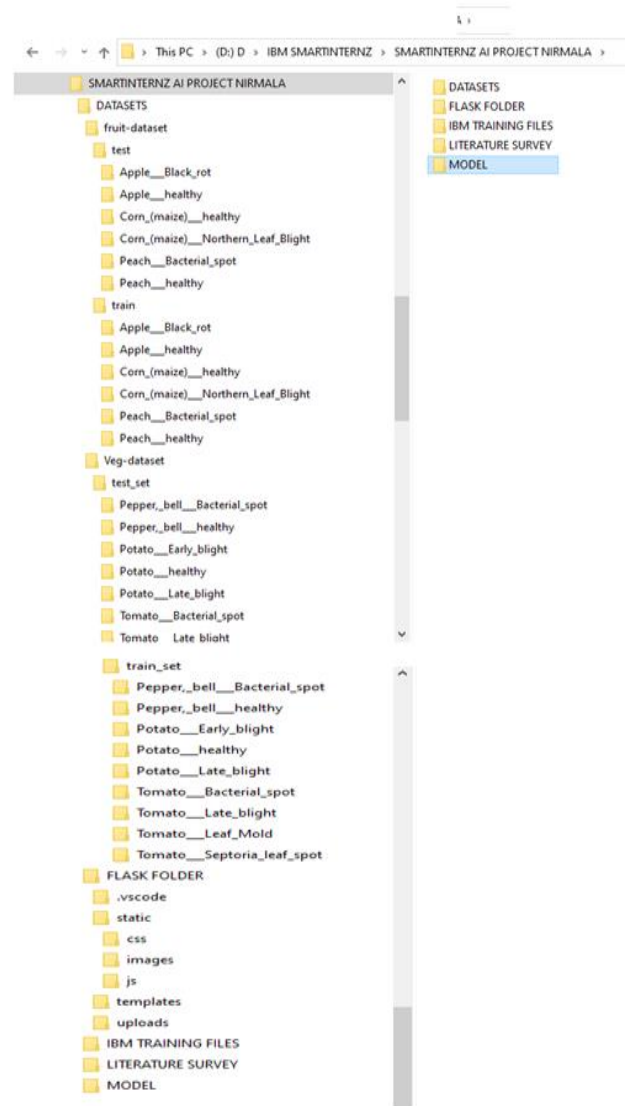 This PC > (D:) D > IBM SMARTINTERNZ > SMARTINTERNZ AI PROJECT NIRMALA >
SMARTINTERNZ AI PROJECT NIRMALA
DATASETS
fruit-dataset
test
Apple___Black_rot
Apple___healthy
Corn_(maize)___healthy
Corn_(maize)___Northern_Leaf_Blight
Peach___Bacterial_spot
Peach___healthy
train
Apple___Black_rot
Apple___healthy
Corn_(maize)___healthy
Corn_(maize)___Northern_Leaf_Blight
Peach___Bacterial_spot
Peach___healthy
Veg-dataset
test_set
Pepper,_bell___Bacterial_spot
Pepper,_bell___healthy
Potato___Early_blight
Potato___healthy
Potato___Late_blight
Tomato___Bacterial_spot
Tomato___Late_blight
train_set
Pepper,_bell___Bacterial_spot
Pepper,_bell___healthy
Potato___Early_blight
Potato___healthy
Potato___Late_blight
Tomato___Bacterial_spot
Tomato___Late_blight
Tomato___Leaf_Mold
Tomato___Septoria_leaf_spot
FLASK FOLDER
.vscode
static
css
images
js
templates
uploads
IBM TRAINING FILES
LITERATURE SURVEY
MODEL
DATASETS
FLASK FOLDER
IBM TRAINING FILES
LITERATURE SURVEY
MODEL